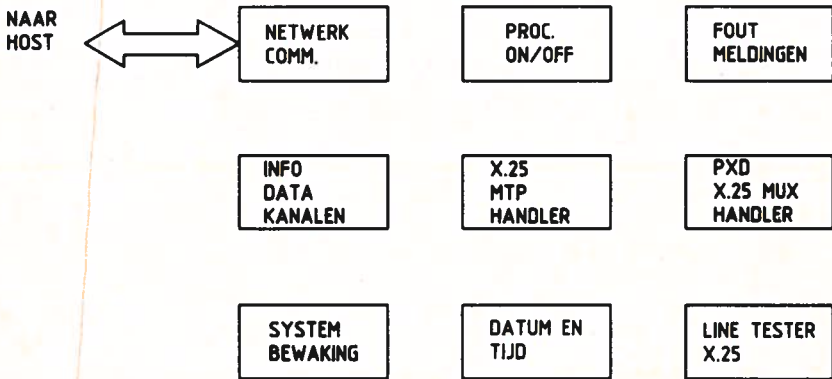 NAAR
HOST
NETWERK
COMM.
PROC.
ON/OFF
FOUT
MELDINGEN
INFO
DATA
KANALEN
X.25
MTP
HANDLER
PXD
X.25 MUX
HANDLER
SYSTEM
BEWAKING
DATUM EN
TIJD
LINE TESTER
X.25